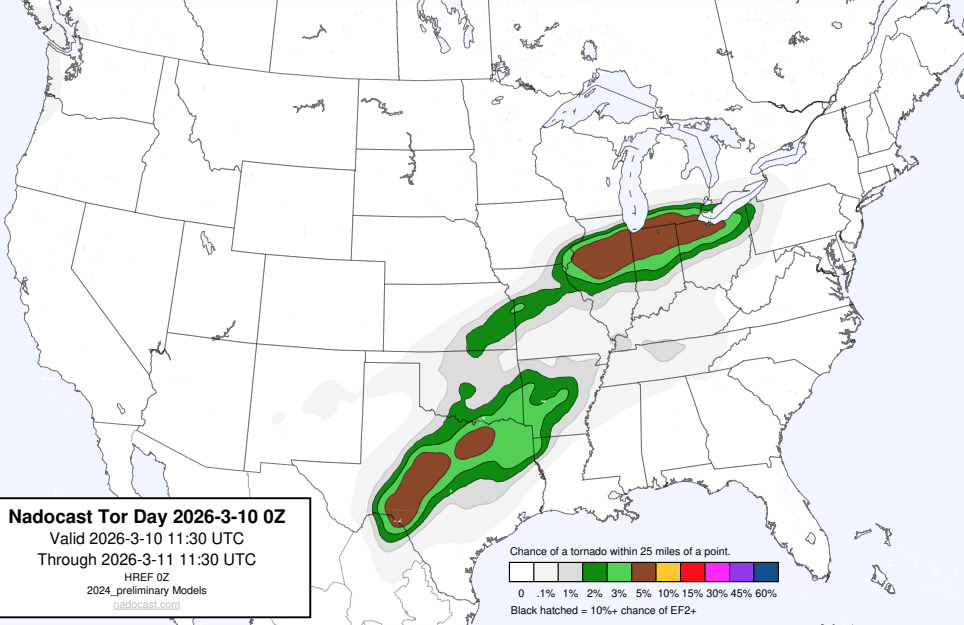 Nadocast Tor Day 2026-3-10 0Z
Valid 2026-3-10 11:30 UTC
Through 2026-3-11 11:30 UTC
HREF 0Z
2024_preliminary Models
nadocast.com
Chance of a tornado within 25 miles of a point.
0 .1% 1% 2% 3% 5% 10% 15% 30% 45% 60%
Black hatched = 10%+ chance of EF2+